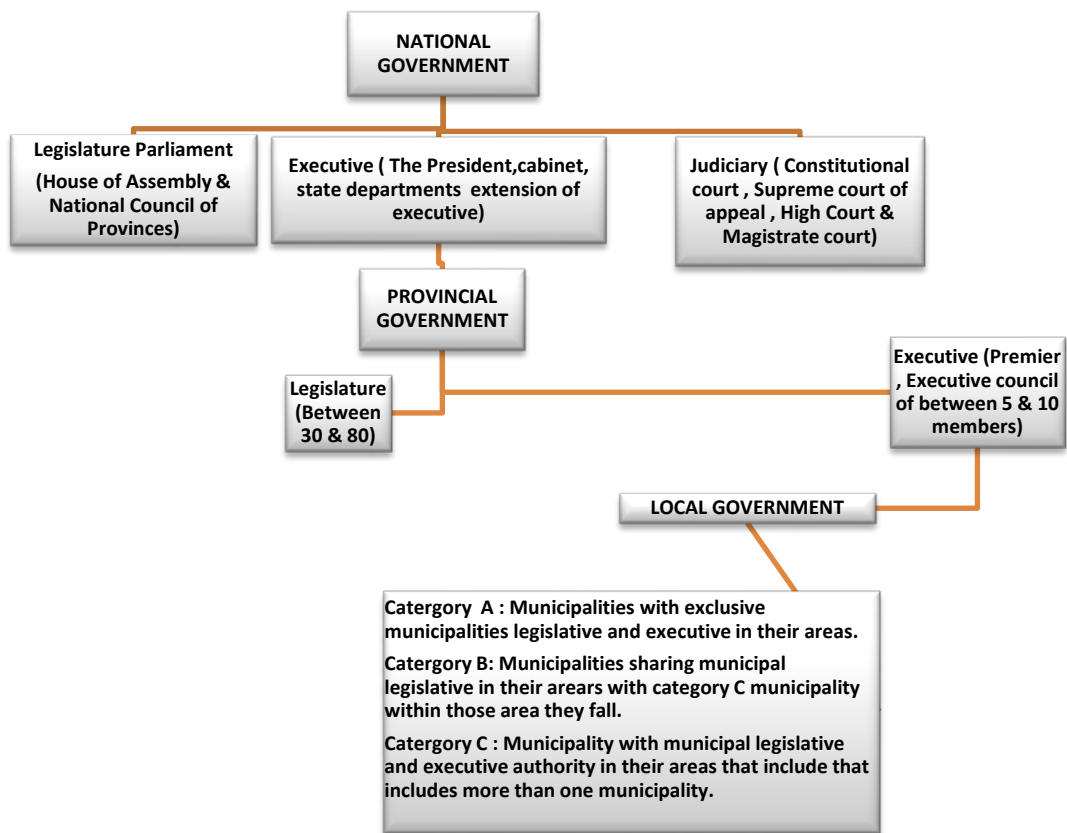 NATIONAL
GOVERNMENT
Legislature Parliament
(House of Assembly &
National Council of
Provinces)
Executive ( The President,cabinet,
state departments  extension of
executive)
Judiciary ( Constitutional
court , Supreme court of
appeal , High Court &
Magistrate court)
PROVINCIAL
GOVERNMENT
Legislature
(Between
30 & 80)
Executive (Premier
, Executive council
of between 5 & 10
members)
LOCAL GOVERNMENT
Catergory  A : Municipalities with exclusive
municipalities legislative and executive in their areas.
Catergory B: Municipalities sharing municipal
legislative in their arears with category C municipality
within those area they fall.
Catergory C : Municipality with municipal legislative
and executive authority in their areas that include that
includes more than one municipality.